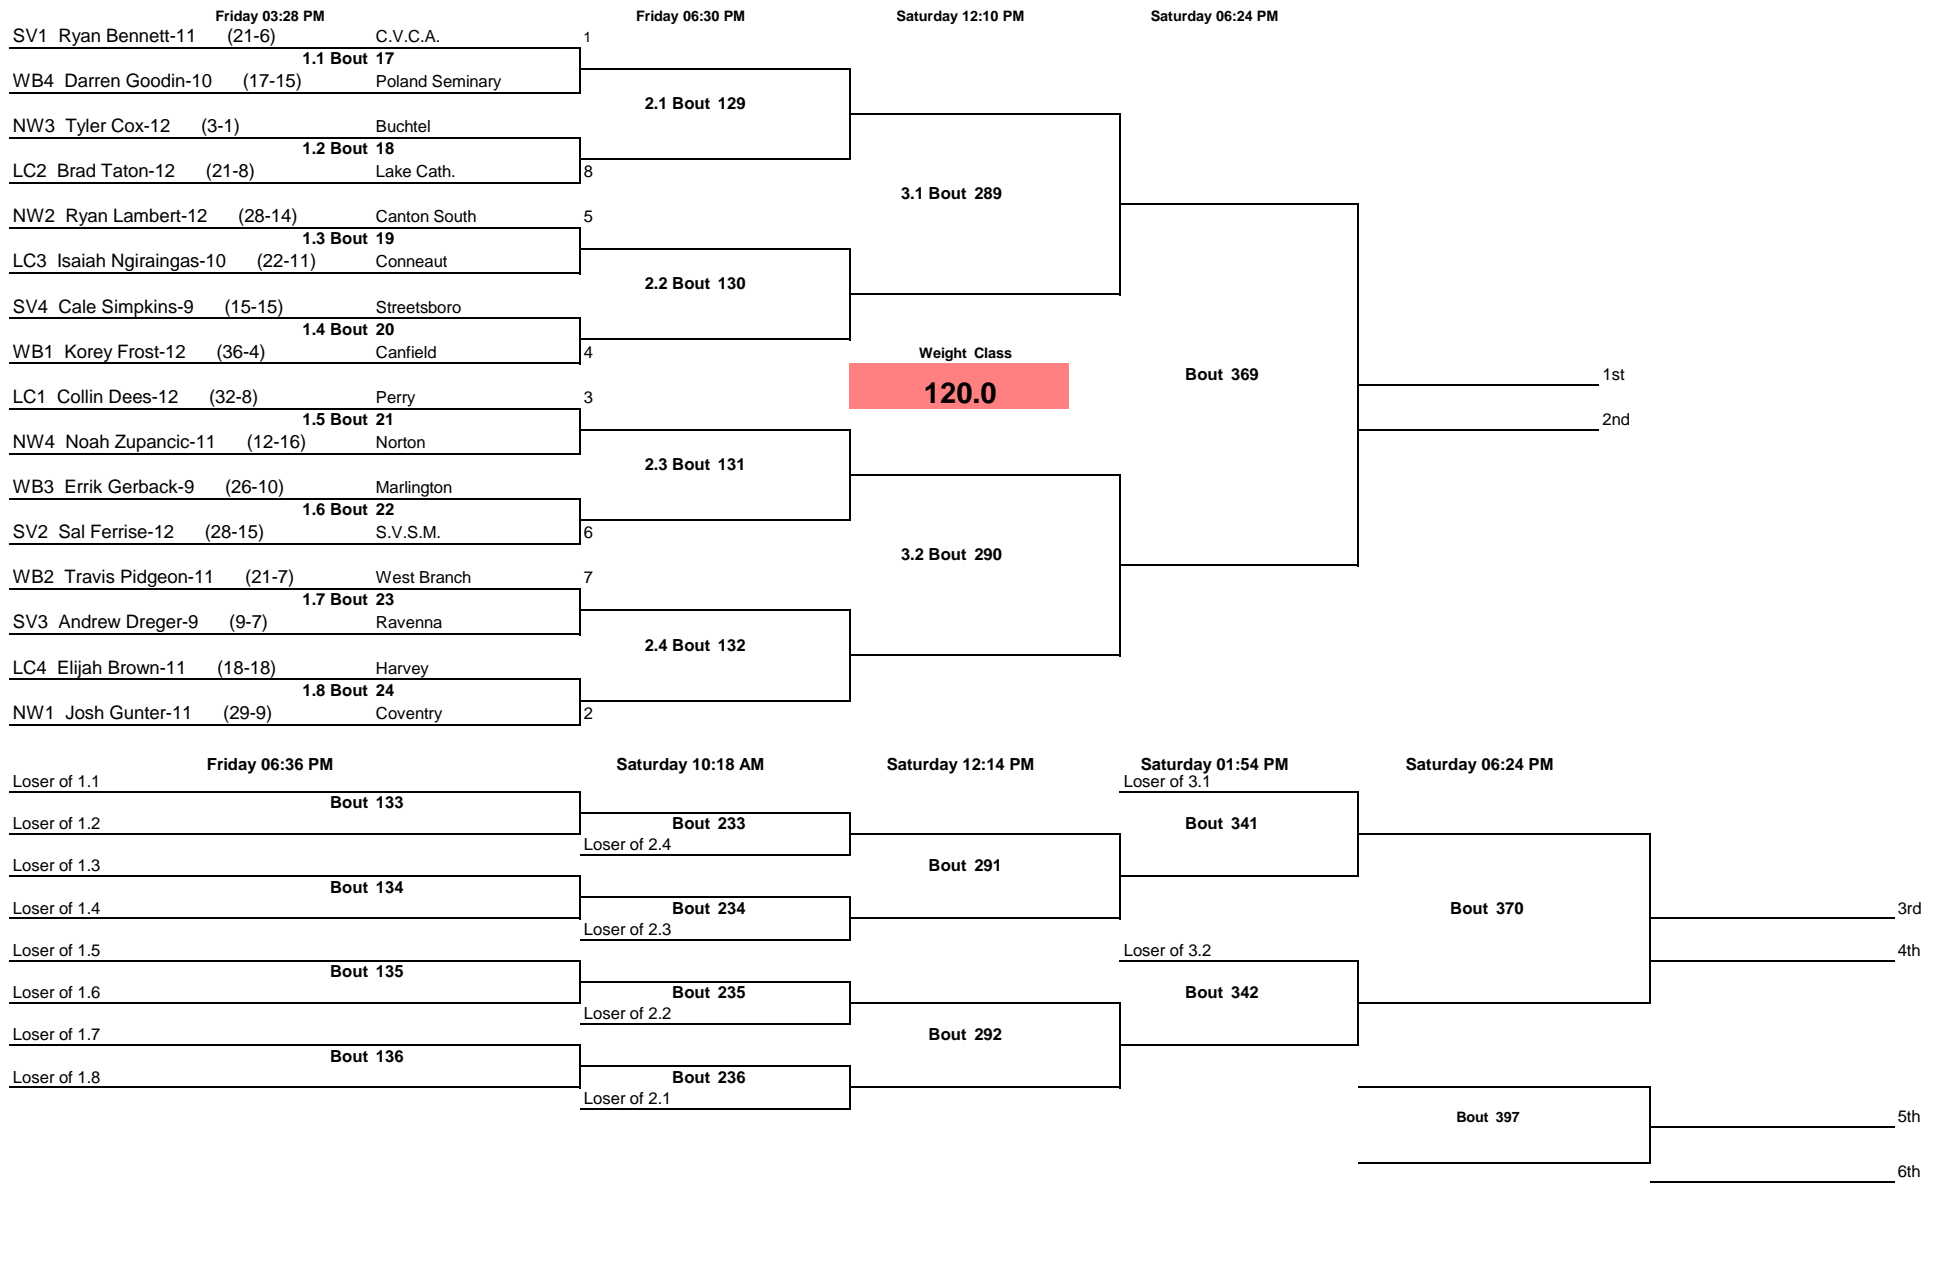 Friday 03:28 PM Friday 06:30 PM Saturday 12:10 PM Saturday 06:24 PM
SV1 Ryan Bennett-11 (21-6) C.V.C.A. 1
1.1 Bout 17
WB4 Darren Goodin-10 (17-15) Poland Seminary
2.1 Bout 129
NW3 Tyler Cox-12 (3-1) Buchtel
1.2 Bout 18
LC2 Brad Taton-12 (21-8) Lake Cath. 8
3.1 Bout 289
NW2 Ryan Lambert-12 (28-14) Canton South 5
1.3 Bout 19
LC3 Isaiah Ngiraingas-10 (22-11) Conneaut
2.2 Bout 130
SV4 Cale Simpkins-9 (15-15) Streetsboro
1.4 Bout 20
WB1 Korey Frost-12 (36-4) Canfield 4 Weight Class
Bout 369 1st
120.0
LC1 Collin Dees-12 (32-8) Perry 3
1.5 Bout 21 2nd
NW4 Noah Zupancic-11 (12-16) Norton
2.3 Bout 131
WB3 Errik Gerback-9 (26-10) Marlington
1.6 Bout 22
SV2 Sal Ferrise-12 (28-15) S.V.S.M. 6
3.2 Bout 290
WB2 Travis Pidgeon-11 (21-7) West Branch 7
1.7 Bout 23
SV3 Andrew Dreger-9 (9-7) Ravenna
2.4 Bout 132
LC4 Elijah Brown-11 (18-18) Harvey
1.8 Bout 24
NW1 Josh Gunter-11 (29-9) Coventry 2
Friday 06:36 PM Saturday 10:18 AM Saturday 12:14 PM Saturday 01:54 PM Saturday 06:24 PM
Loser of 1.1 Loser of 3.1
Bout 133
Loser of 1.2 Bout 233 Bout 341
Loser of 2.4
Loser of 1.3 Bout 291
Bout 134
Loser of 1.4 Bout 234 Bout 370 3rd
Loser of 2.3
Loser of 1.5 Loser of 3.2 4th
Bout 135
Loser of 1.6 Bout 235 Bout 342
Loser of 2.2
Loser of 1.7 Bout 292
Bout 136
Loser of 1.8 Bout 236
Loser of 2.1
Bout 397 5th
6th